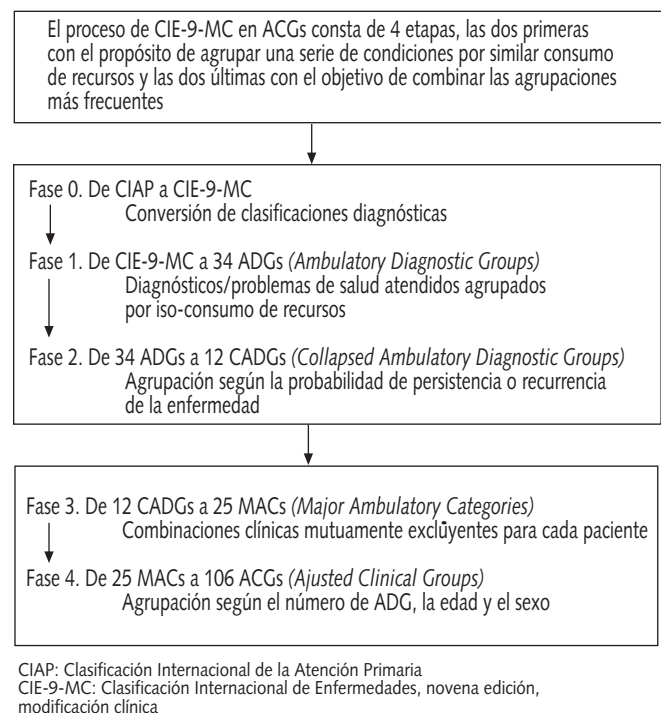 El proceso de CIE-9-MC en ACGs consta de 4 etapas, las dos primeras
con el propósito de agrupar una serie de condiciones por similar consumo
de recursos y las dos últimas con el objetivo de combinar las agrupaciones
más frecuentes
Fase 0. De CIAP a CIE-9-MC
Conversión de clasificaciones diagnósticas
Fase 1. De CIE-9-MC a 34 ADGs (Ambulatory Diagnostic Groups)
Diagnósticos/problemas de salud atendidos agrupados
por iso-consumo de recursos
Fase 2. De 34 ADGs a 12 CADGs (Collapsed Ambulatory Diagnostic Groups)
Agrupación según la probabilidad de persistencia o recurrencia
de la enfermedad
Fase 3. De 12 CADGs a 25 MACs (Major Ambulatory Categories)
Combinaciones clínicas mutuamente excluyentes para cada paciente
Fase 4. De 25 MACs a 106 ACGs (Ajusted Clinical Groups)
Agrupación según el número de ADG, la edad y el sexo
CIAP: Clasificación Internacional de la Atención Primaria
CIE-9-MC: Clasificación Internacional de Enfermedades, novena edición,
modificación clínica